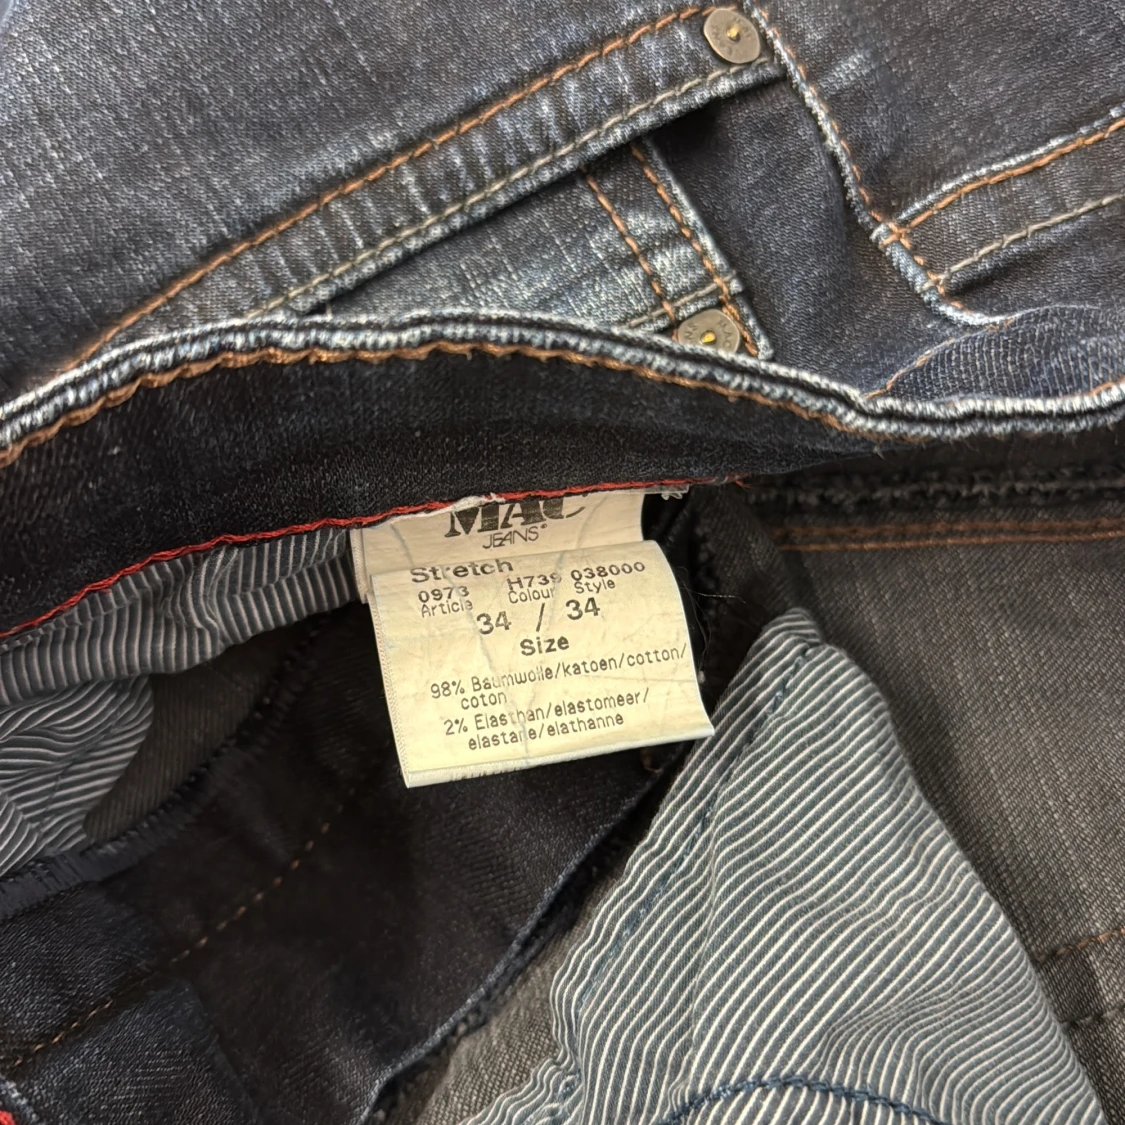 MAC
JEANS®
Stretch
0973 H739 038000
Article Colour Style
34 / 34
Size
98% Baumwolle/katoen/cotton/
coton
2% Elasthan/elastomeer/
elastane/elathanne